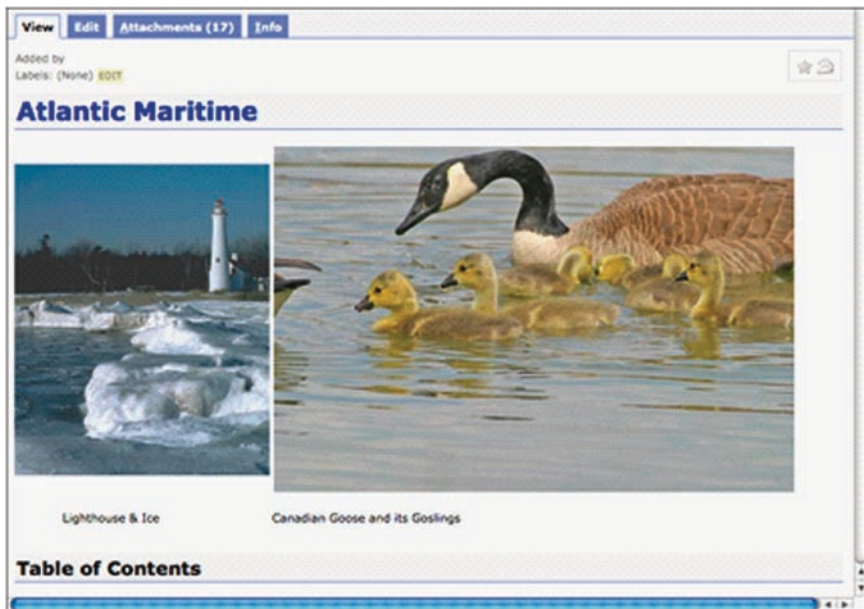 View Edit Attachments (17) Info
Added by
Labels: (None) EDIT
Atlantic Maritime
Lighthouse & Ice Canadian Goose and its Goslings
Table of Contents